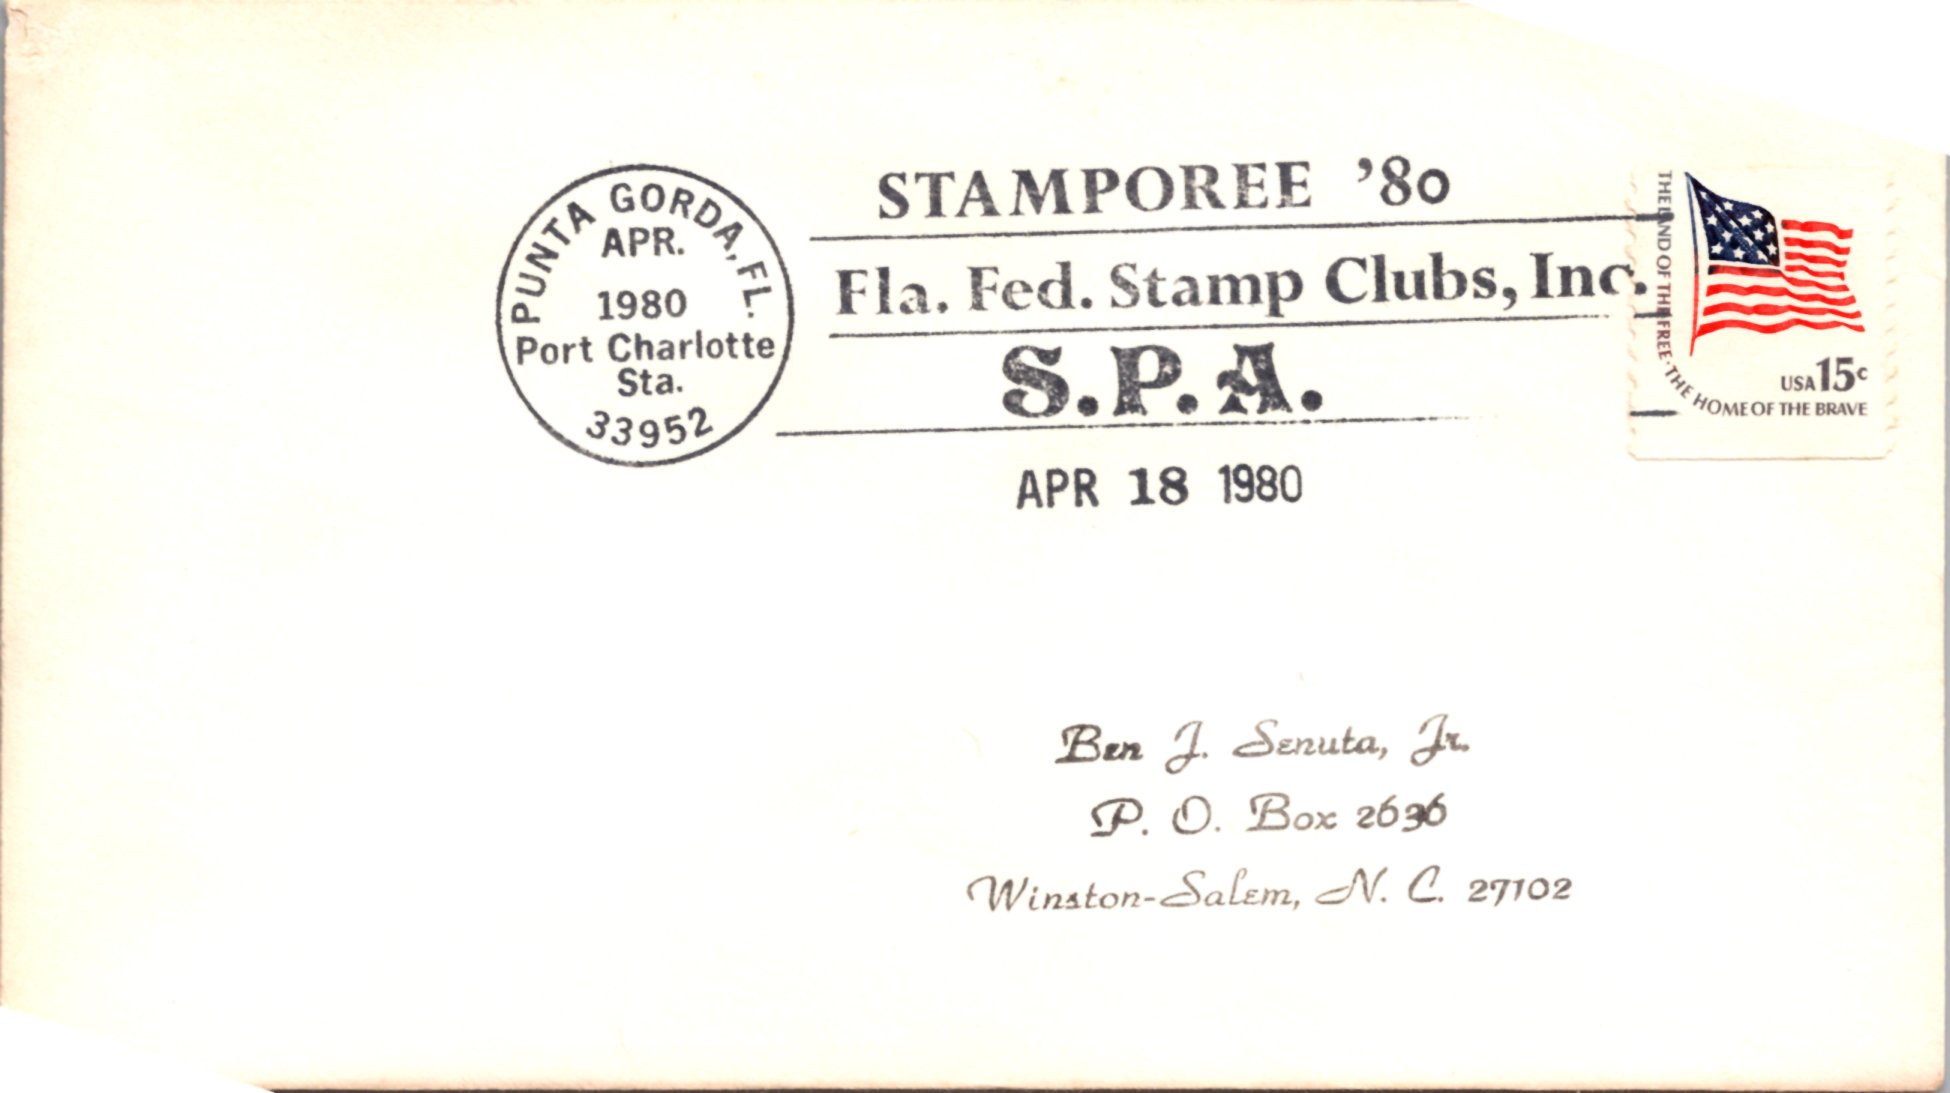 PUNTA GORDA, FL.
APR.
1980
Port Charlotte
Sta.
33952
STAMPOREE ’80
Fla. Fed. Stamp Clubs, Inc.
S.P.A.
APR 18 1980
THE LAND OF THE FREE · THE HOME OF THE BRAVE
USA 15c
Ben J. Senuta, Jr.
P. O. Box 2636
Winston-Salem, N. C. 27102